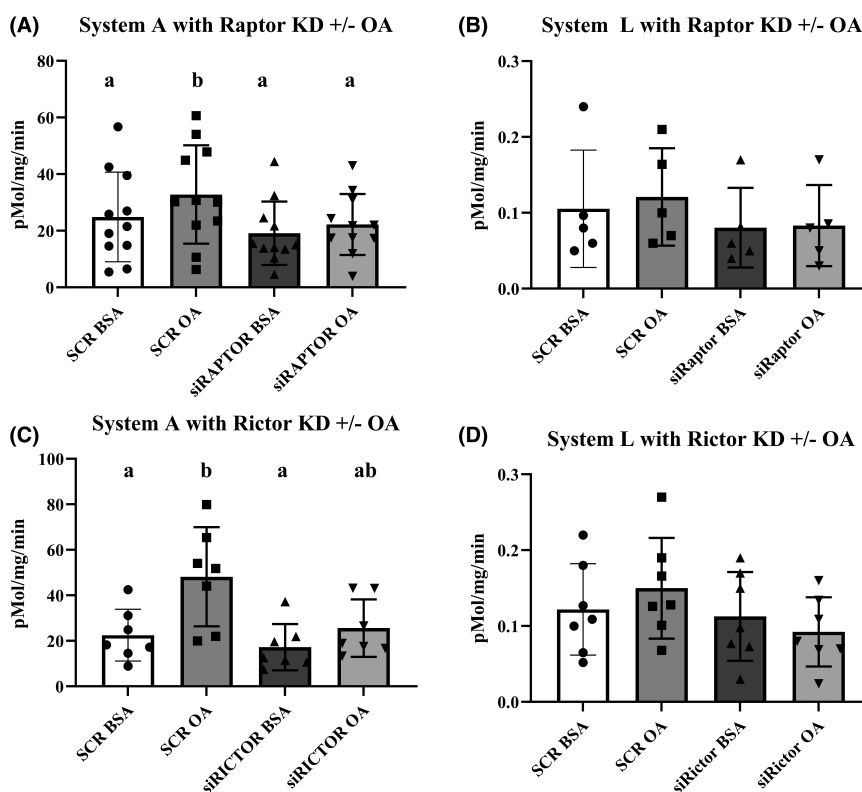 (A) System A with Raptor KD +/- OA
80
60
40
20
0
pMol/mg/min
a b a a
SCR BSA
SCR OA
siRAPTOR BSA
siRAPTOR OA
(B) System L with Raptor KD +/- OA
0.3
0.2
0.1
0.0
pMol/mg/min
SCR BSA
SCR OA
siRaptor BSA
siRaptor OA
(C) System A with Rictor KD +/- OA
100
80
60
40
20
0
pMol/mg/min
a b a ab
SCR BSA
SCR OA
siRICTOR BSA
siRICTOR OA
(D) System L with Rictor KD +/- OA
0.3
0.2
0.1
0.0
pMol/mg/min
SCR BSA
SCR OA
siRictor BSA
siRictor OA